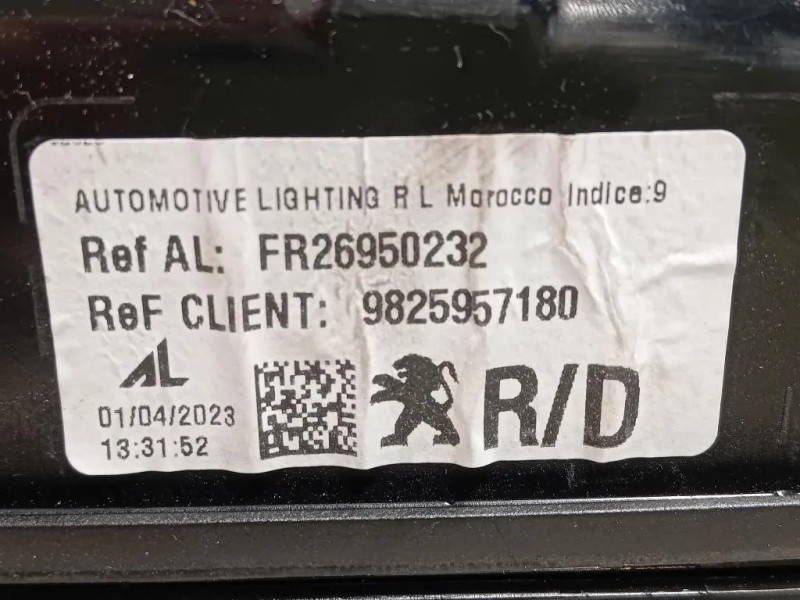 AUTOMOTIVE LIGHTING R L Morocco Indice:9
Ref AL: FR26950232
ReF CLIENT: 9825957180
AL
01/04/2023
13:31:52
R/D